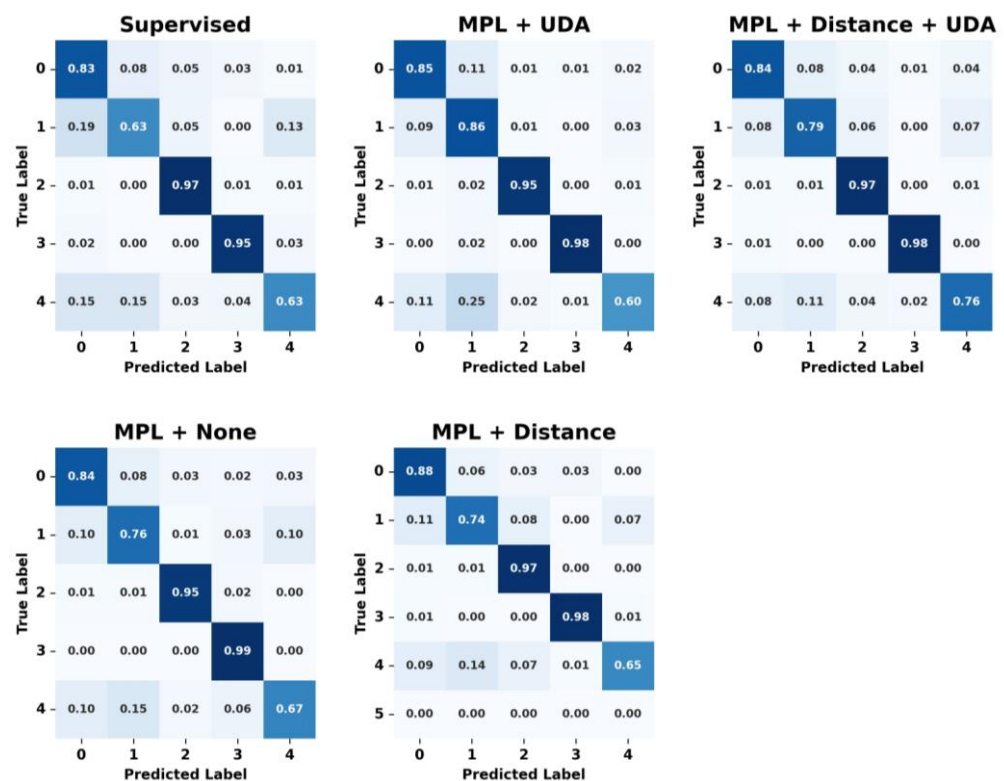 Supervised
True Label
0 0.83 0.08 0.05 0.03 0.01
1 0.19 0.63 0.05 0.00 0.13
2 0.01 0.00 0.97 0.01 0.01
3 0.02 0.00 0.00 0.95 0.03
4 0.15 0.15 0.03 0.04 0.63
0 1 2 3 4
Predicted Label
MPL + UDA
True Label
0 0.85 0.11 0.01 0.01 0.02
1 0.09 0.86 0.01 0.00 0.03
2 0.01 0.02 0.95 0.00 0.01
3 0.00 0.02 0.00 0.98 0.00
4 0.11 0.25 0.02 0.01 0.60
0 1 2 3 4
Predicted Label
MPL + Distance + UDA
True Label
0 0.84 0.08 0.04 0.01 0.04
1 0.08 0.79 0.06 0.00 0.07
2 0.01 0.01 0.97 0.00 0.01
3 0.01 0.00 0.00 0.98 0.00
4 0.08 0.11 0.04 0.02 0.76
0 1 2 3 4
Predicted Label
MPL + None
True Label
0 0.84 0.08 0.03 0.02 0.03
1 0.10 0.76 0.01 0.03 0.10
2 0.01 0.01 0.95 0.02 0.00
3 0.00 0.00 0.00 0.99 0.00
4 0.10 0.15 0.02 0.06 0.67
0 1 2 3 4
Predicted Label
MPL + Distance
True Label
0 0.88 0.06 0.03 0.03 0.00
1 0.11 0.74 0.08 0.00 0.07
2 0.01 0.01 0.97 0.00 0.00
3 0.01 0.00 0.00 0.98 0.01
4 0.09 0.14 0.07 0.01 0.65
5 0.00 0.00 0.00 0.00 0.00
0 1 2 3 4
Predicted Label